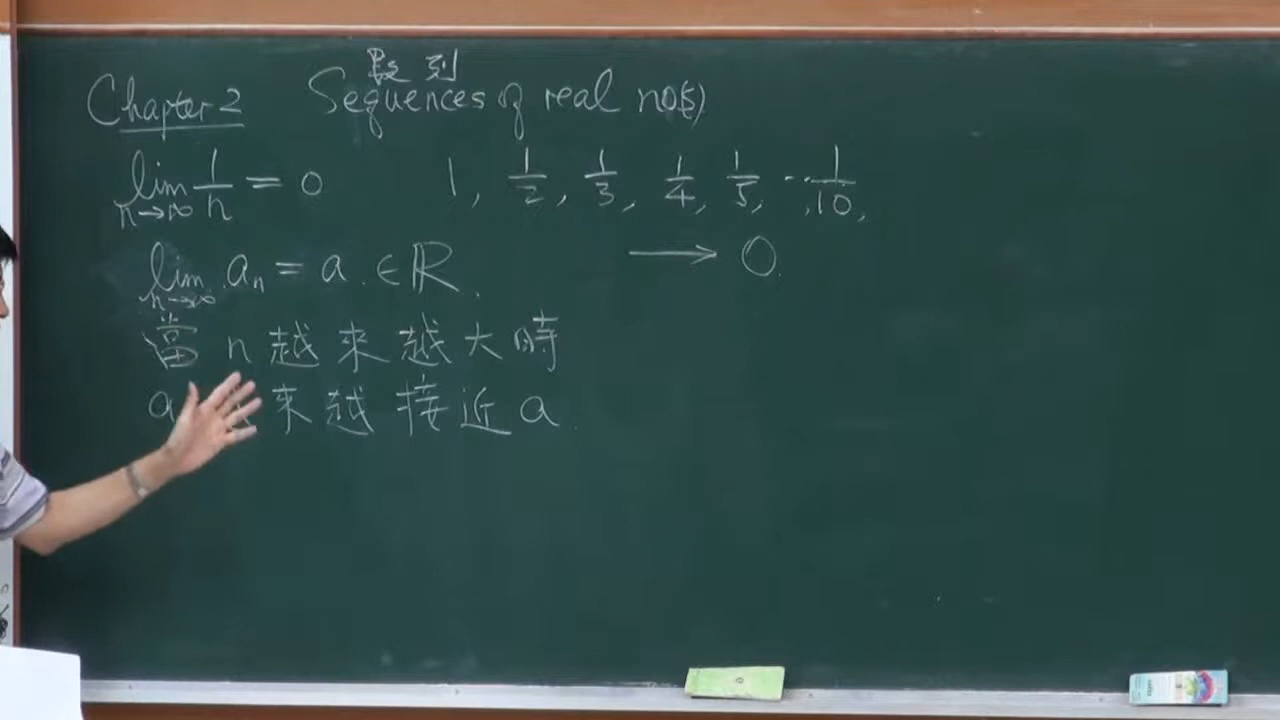 數列
Chapter 2 Sequences of real no(s)
lim n→∞ 1/n = 0 1, 1/2, 1/3, 1/4, 1/5, ..., 1/10,
→ 0.
lim n→∞ an = a ∈ ℝ.
當 n 越來越大時
a 來越接近 a.